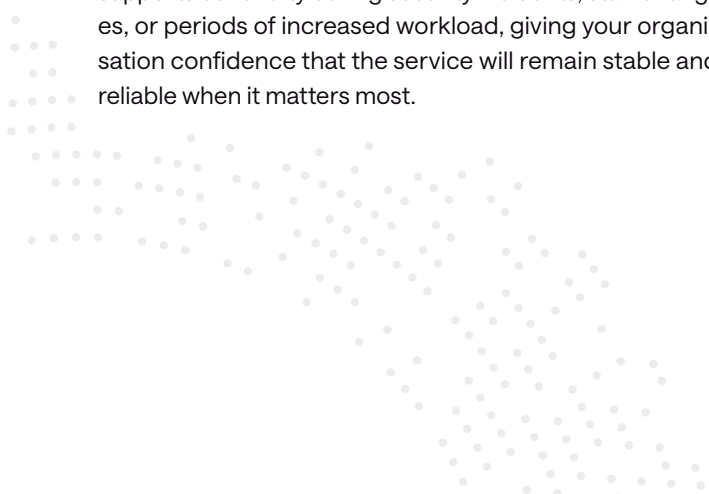 es, or periods of increased workload, giving your organi
sation confidence that the service will remain stable and
reliable when it matters most.